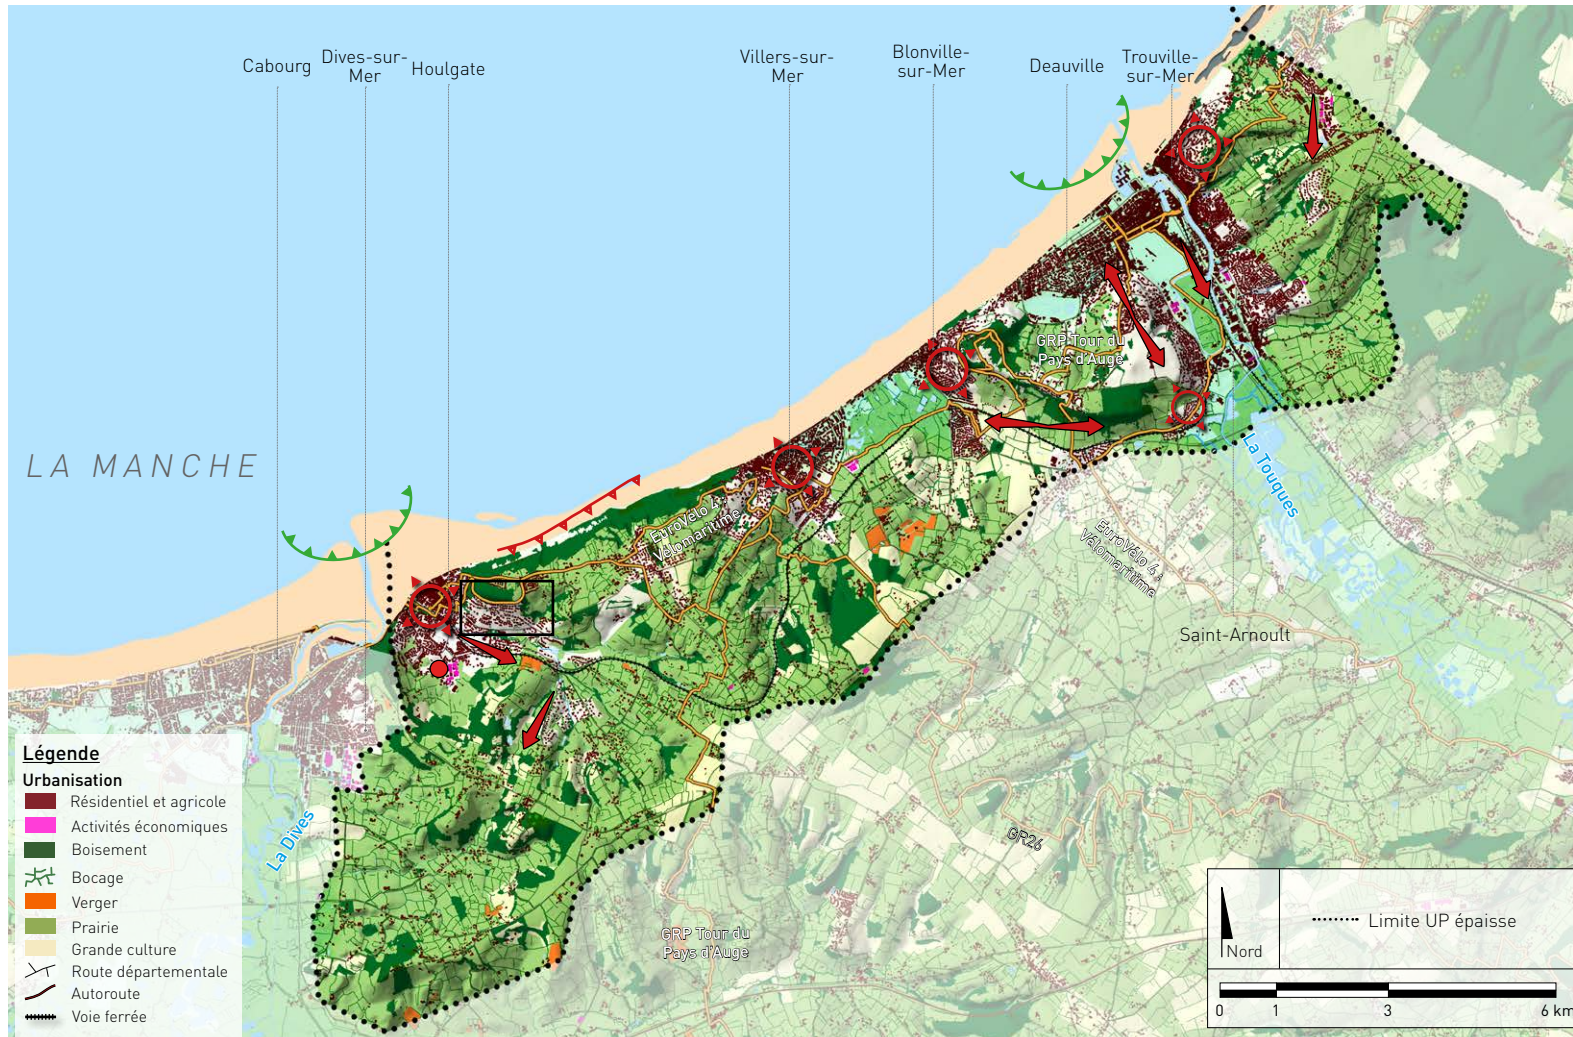 Cabourg
Dives-sur-
Mer
Houlgate
Villers-sur-
Mer
Blonville-
sur-Mer
Deauville
Trouville-
sur-Mer
LA MANCHE
GRP Tour du
Pays d'Auge
EuroVélo 4,
Vélomaritime
La Touques
EuroVélo 4,
Vélomaritime
Saint-Arnoult
La Dives
GR26
GRP Tour du
Pays d'Auge
Légende
Urbanisation
Résidentiel et agricole
Activités économiques
Boisement
Bocage
Verger
Prairie
Grande culture
Route départementale
Autoroute
Voie ferrée
Nord
Limite UP épaisse
0 1 3 6 km